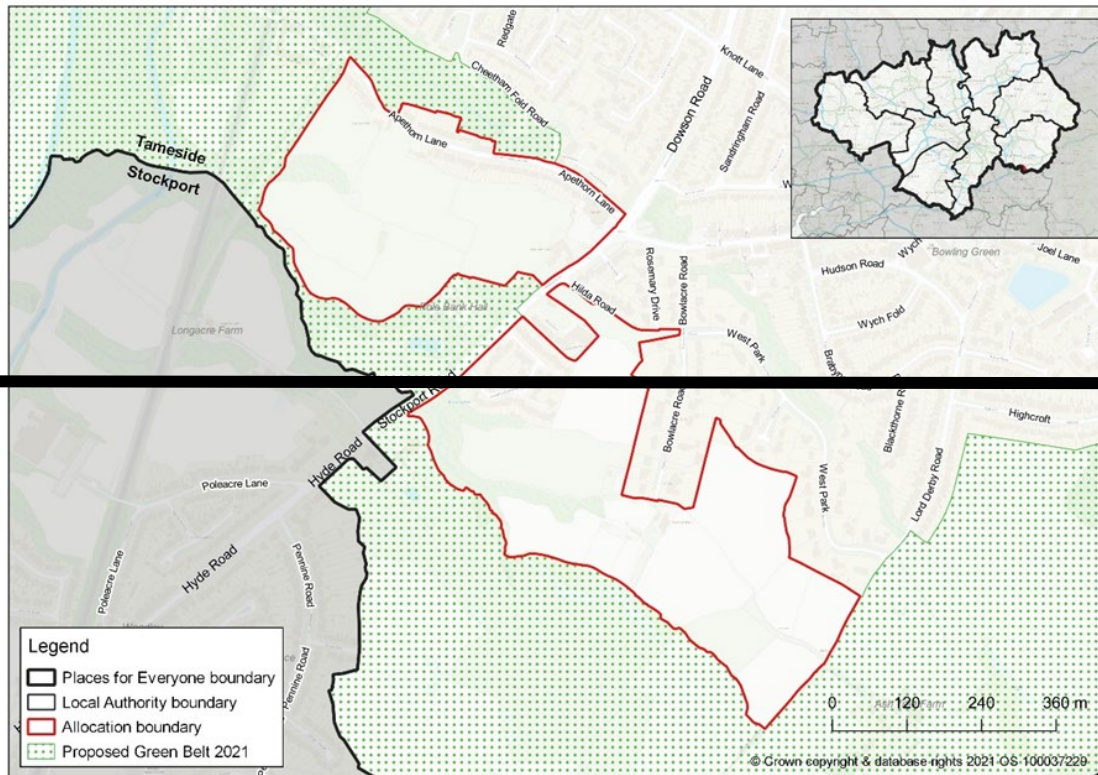 Redgate
Cheetham Fold Road
Knott Lane
Dowson Road
Sandringham Road
Apethorn Lane
Apethorn Lane
Tameside
Stockport
Rosemary Drive
Bowlacre Road
Hudson Road
Wych
Bowling Green
Joel Lane
Hilda Road
Pole Bank Hall
Longacre Farm
Wych Fold
West Park
Stockport
Hyde Road
Bowlacre Road
Blackthorne R
Highcroft
Poleacre Lane
West Park
Lord Derby Road
Hyde Road
Poleacre Lane
Pennine Road
Pennine Road
Legend
Places for Everyone boundary
Local Authority boundary
Allocation boundary
Proposed Green Belt 2021
0 120 240 360 m
© Crown copyright & database rights 2021 OS 100037229